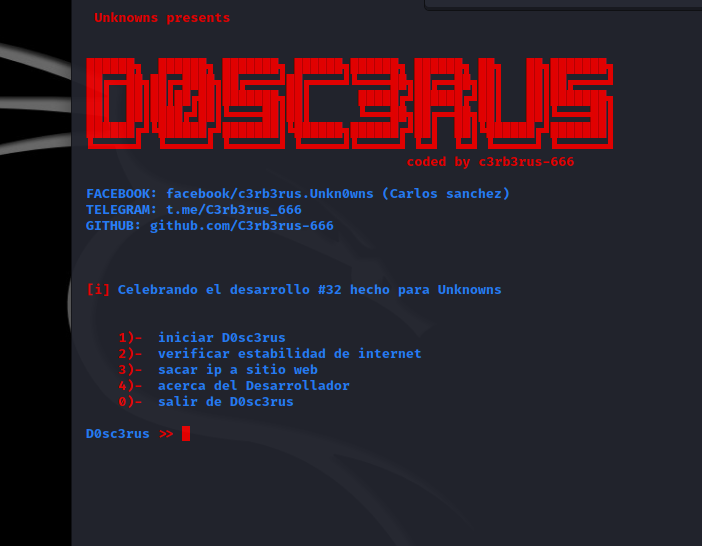 Unknowns presents
D0SC3RUS
coded by c3rb3rus-666
FACEBOOK: facebook/c3rb3rus.Unkn0wns (Carlos sanchez)
TELEGRAM: t.me/C3rb3rus_666
GITHUB: github.com/C3rb3rus-666
[i] Celebrando el desarrollo #32 hecho para Unknowns
1)- iniciar D0sc3rus
2)- verificar estabilidad de internet
3)- sacar ip a sitio web
4)- acerca del Desarrollador
0)- salir de D0sc3rus
D0sc3rus >>